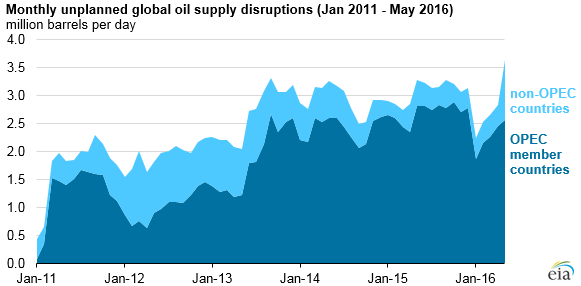 Monthly unplanned global oil supply disruptions (Jan 2011 - May 2016)
million barrels per day
4.0
3.5
3.0
2.5
2.0
1.5
1.0
0.5
0.0
non-OPEC
countries
OPEC
member
countries
Jan-11 Jan-12 Jan-13 Jan-14 Jan-15 Jan-16
eia